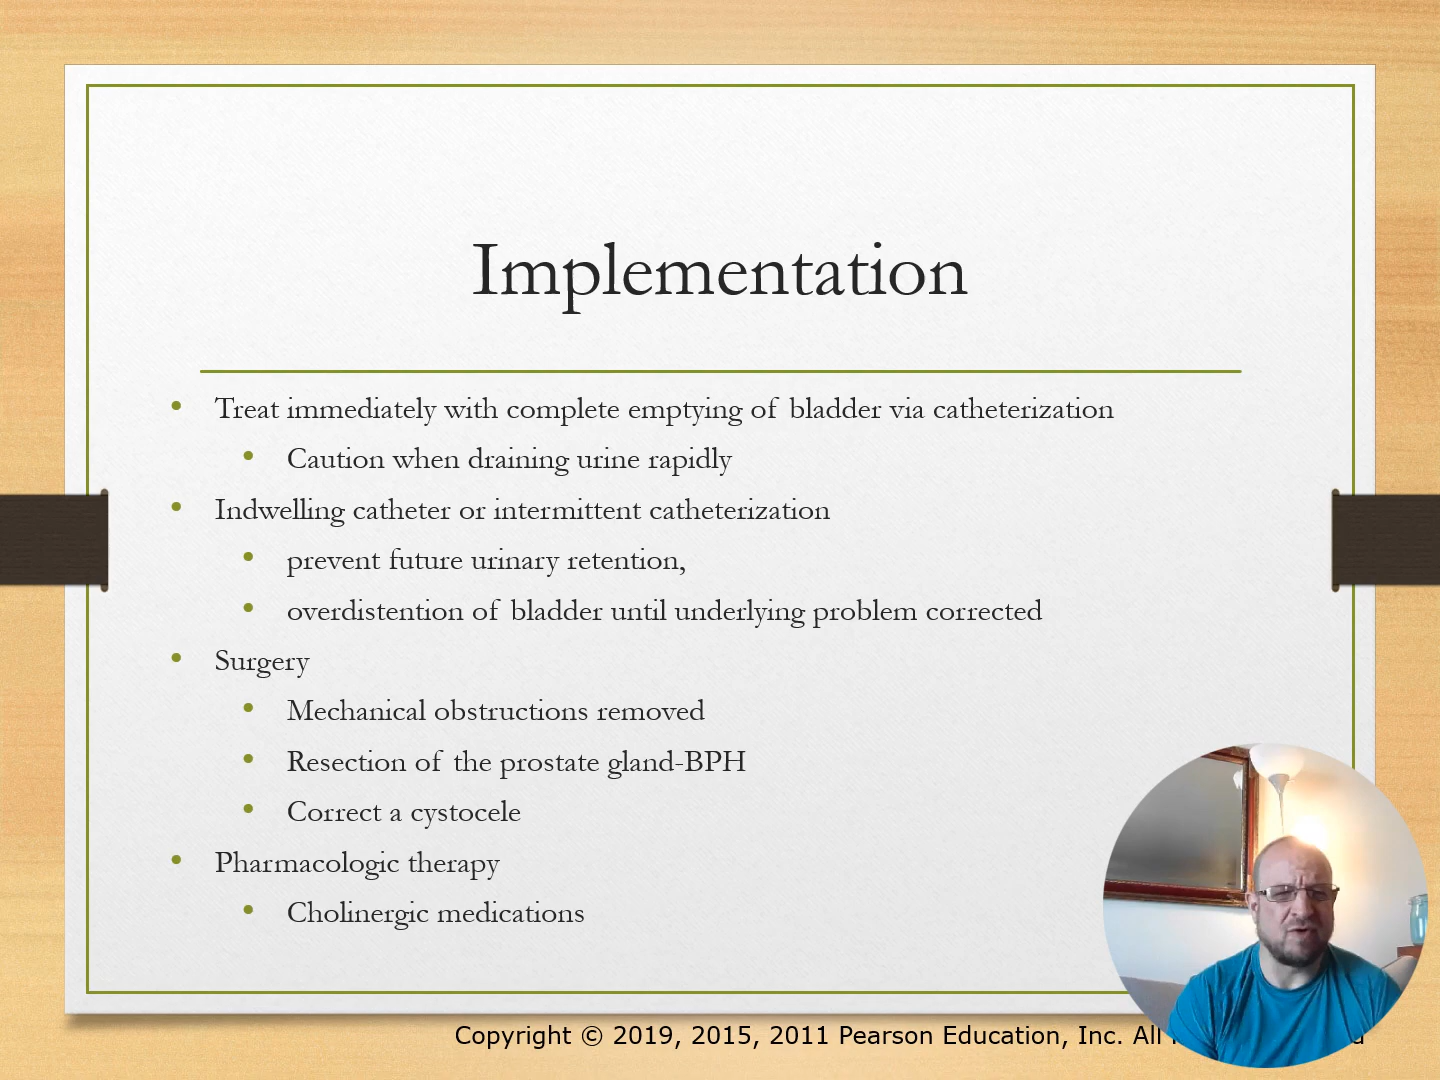 Implementation
• Treat immediately with complete emptying of bladder via catheterization
• Caution when draining urine rapidly
• Indwelling catheter or intermittent catheterization
• prevent future urinary retention,
• overdistention of bladder until underlying problem corrected
• Surgery
• Mechanical obstructions removed
• Resection of the prostate gland-BPH
• Correct a cystocele
• Pharmacologic therapy
• Cholinergic medications
Copyright © 2019, 2015, 2011 Pearson Education, Inc. All